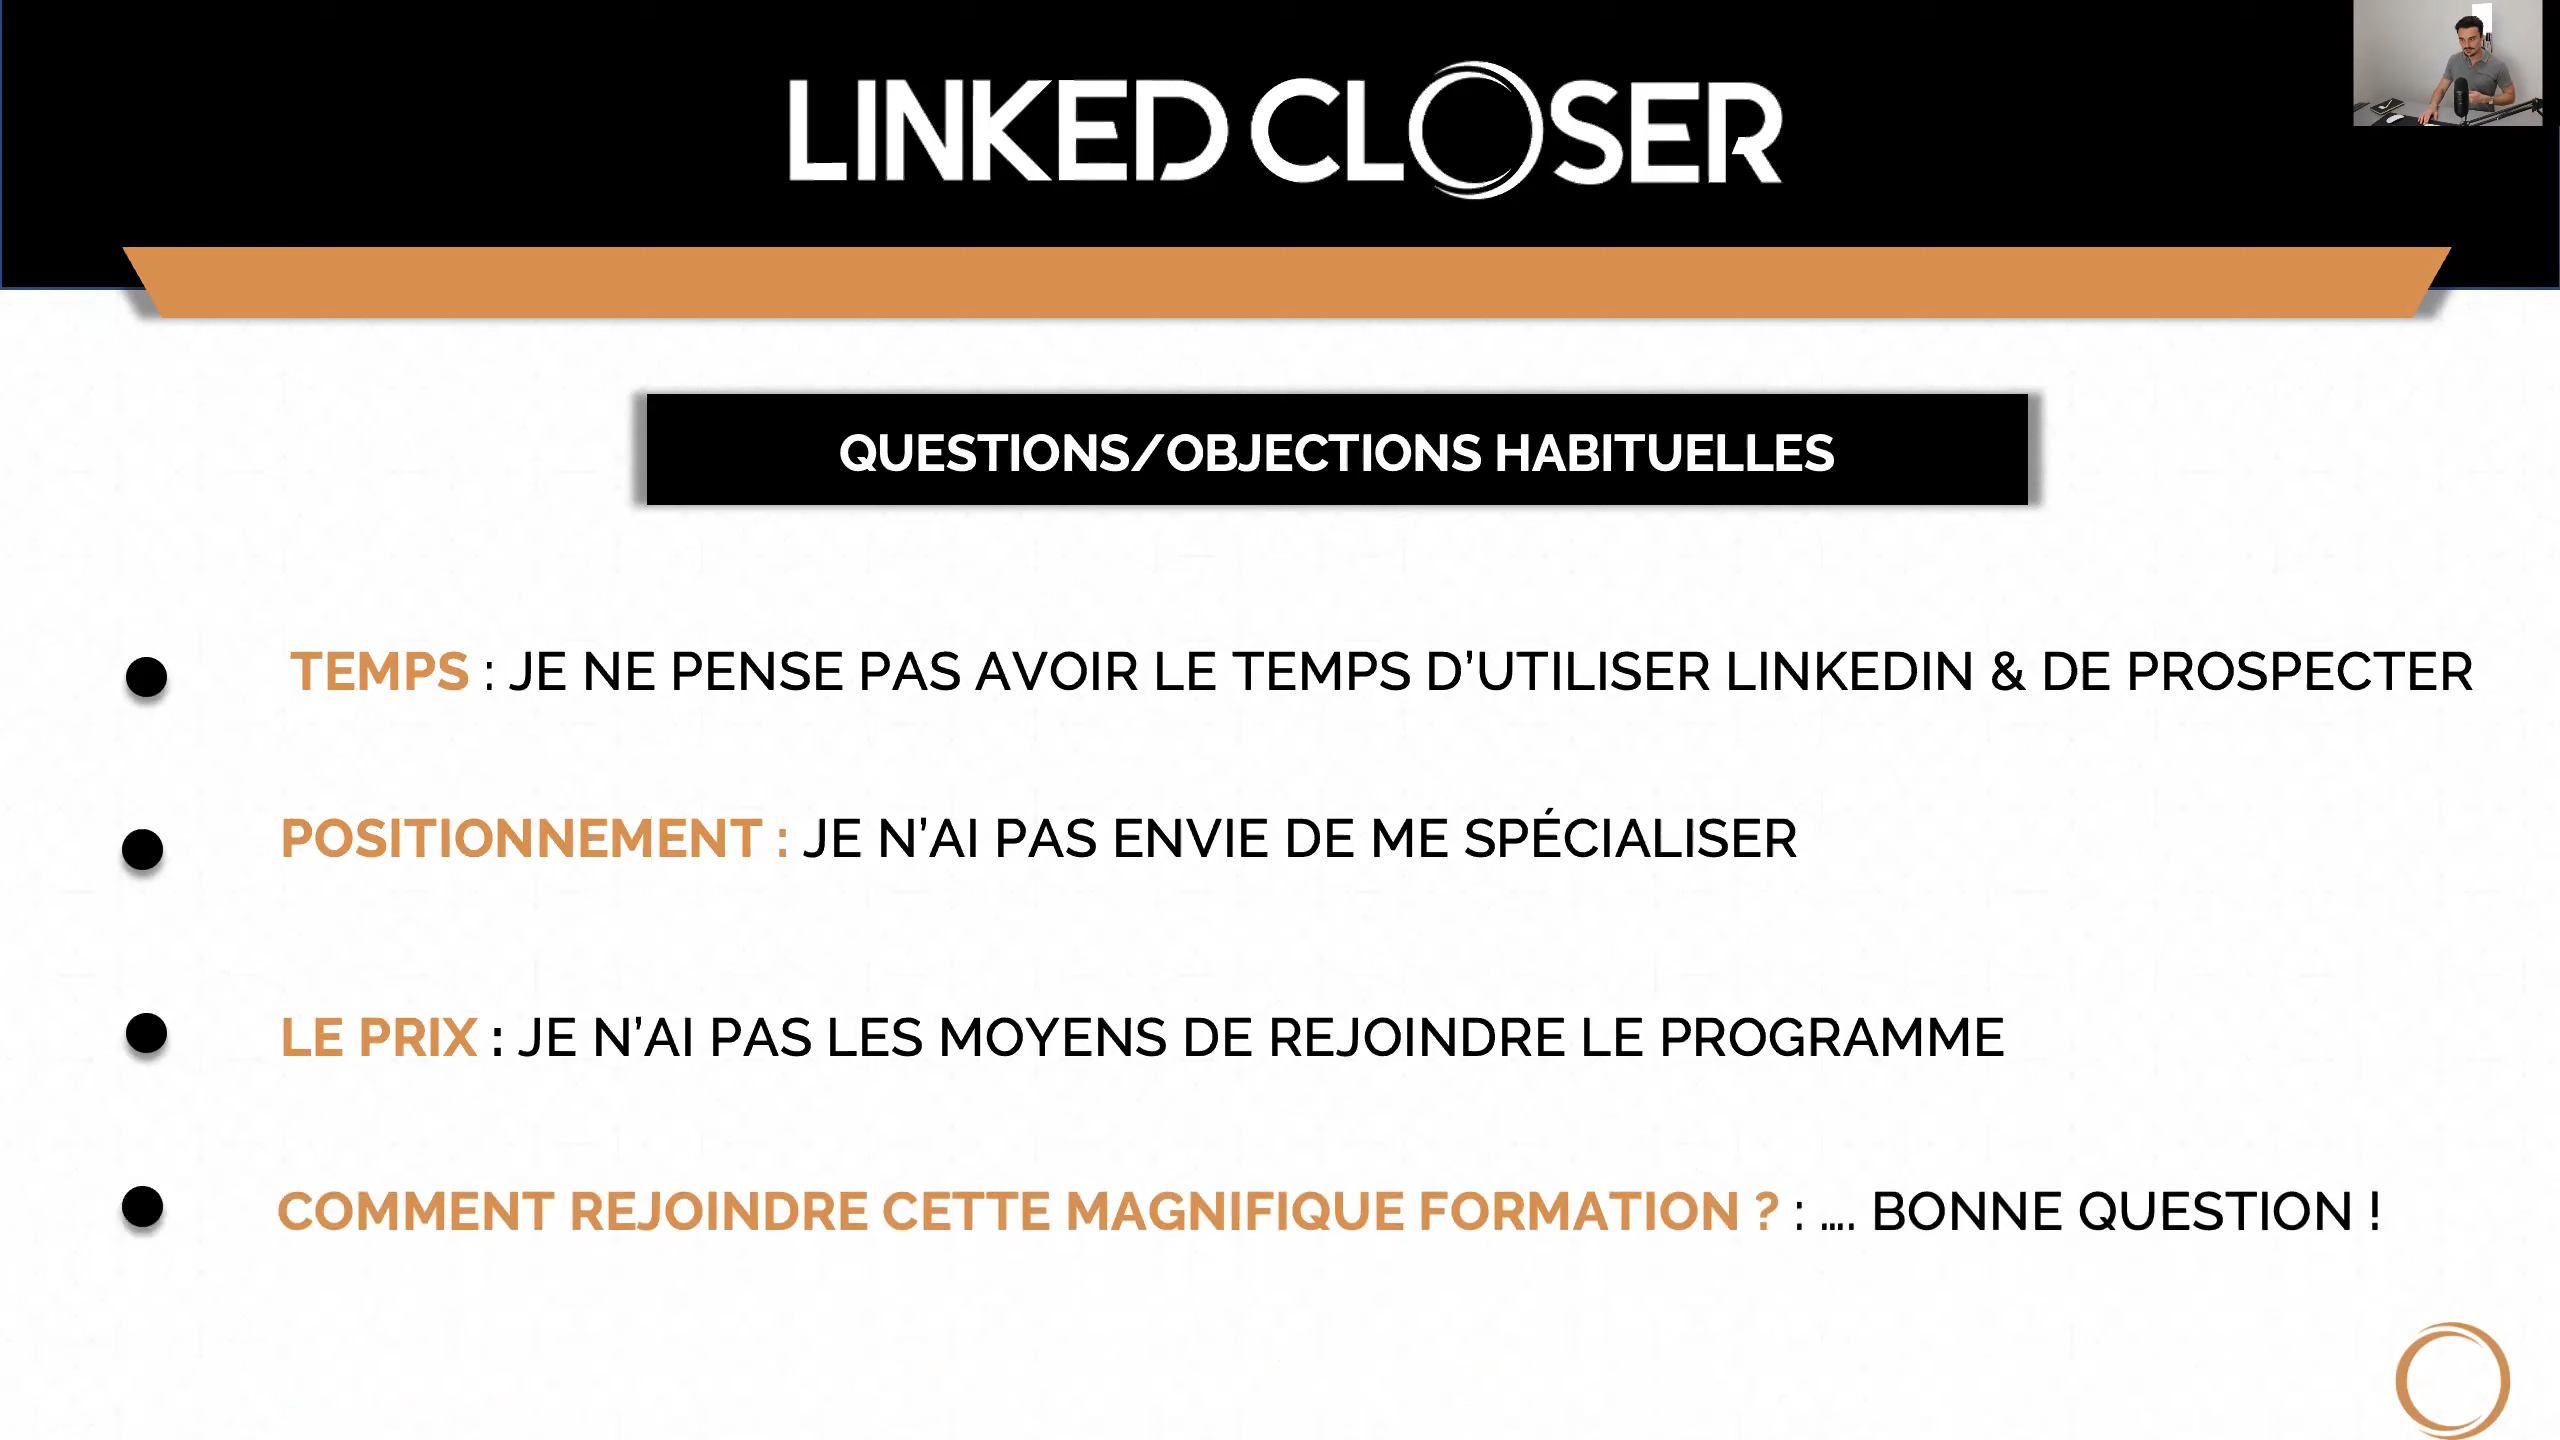 LINKED CLOSER
QUESTIONS/OBJECTIONS HABITUELLES
TEMPS : JE NE PENSE PAS AVOIR LE TEMPS D’UTILISER LINKEDIN & DE PROSPECTER
POSITIONNEMENT : JE N’AI PAS ENVIE DE ME SPÉCIALISER
LE PRIX : JE N’AI PAS LES MOYENS DE REJOINDRE LE PROGRAMME
COMMENT REJOINDRE CETTE MAGNIFIQUE FORMATION ? : .... BONNE QUESTION !